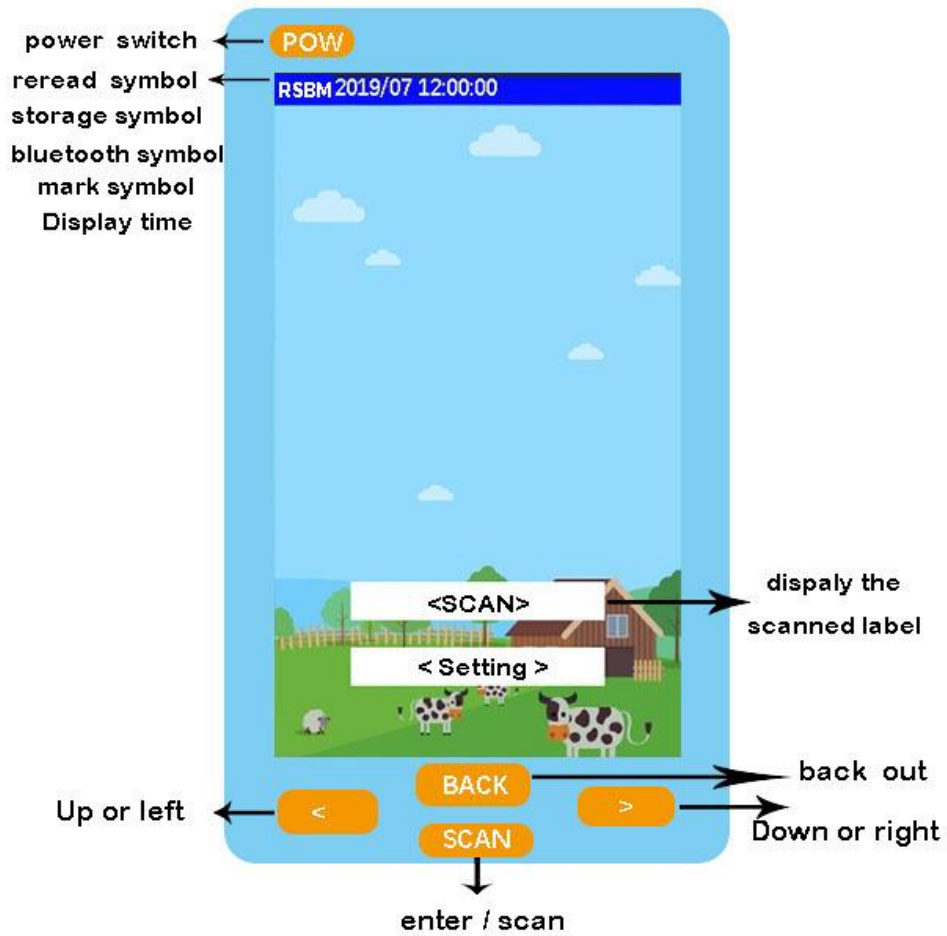 power switch
POW
reread symbol
RSBM 2019/07 12:00:00
storage symbol
bluetooth symbol
mark symbol
Display time
<SCAN>
dispaly the
scanned label
< Setting >
BACK
back out
Up or left
<
>
Down or right
SCAN
enter / scan